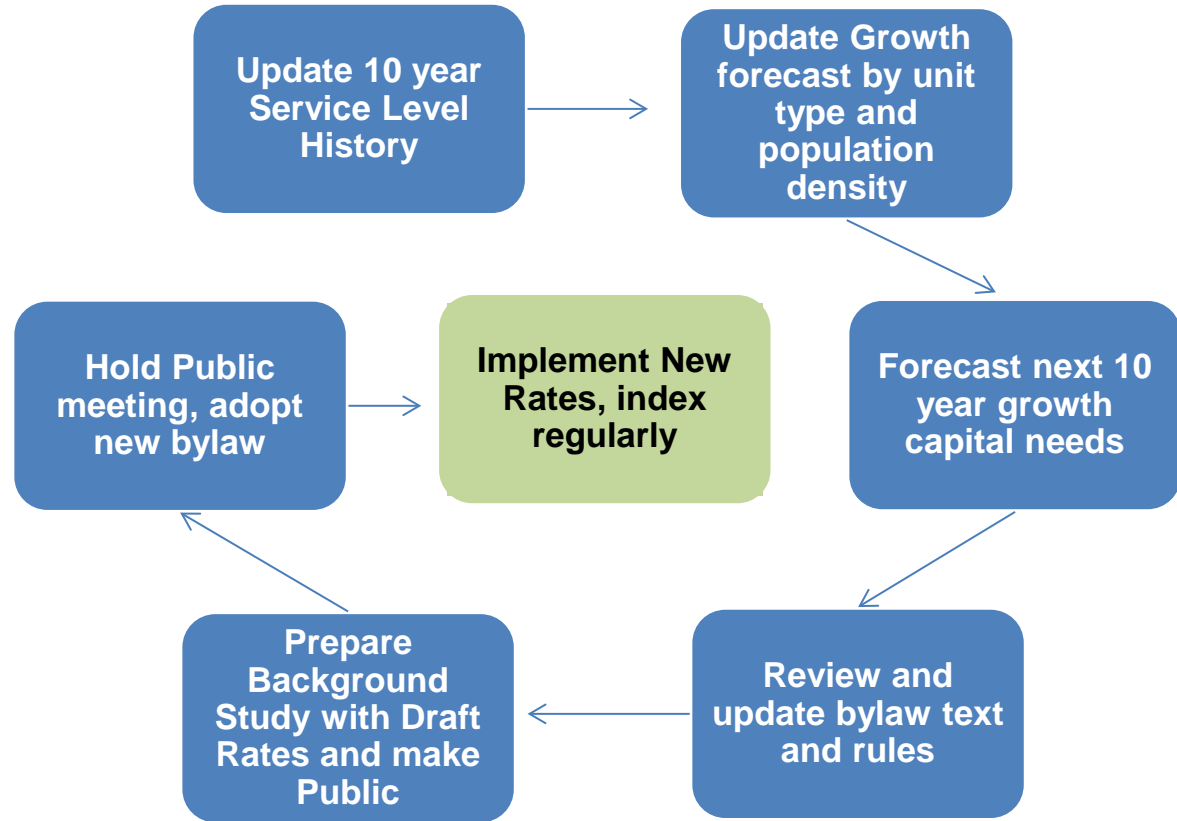 Update 10 year
Service Level
History
Update Growth
forecast by unit
type and
population
density
Forecast next 10
year growth
capital needs
Review and
update bylaw text
and rules
Prepare
Background
Study with Draft
Rates and make
Public
Hold Public
meeting, adopt
new bylaw
Implement New
Rates, index
regularly